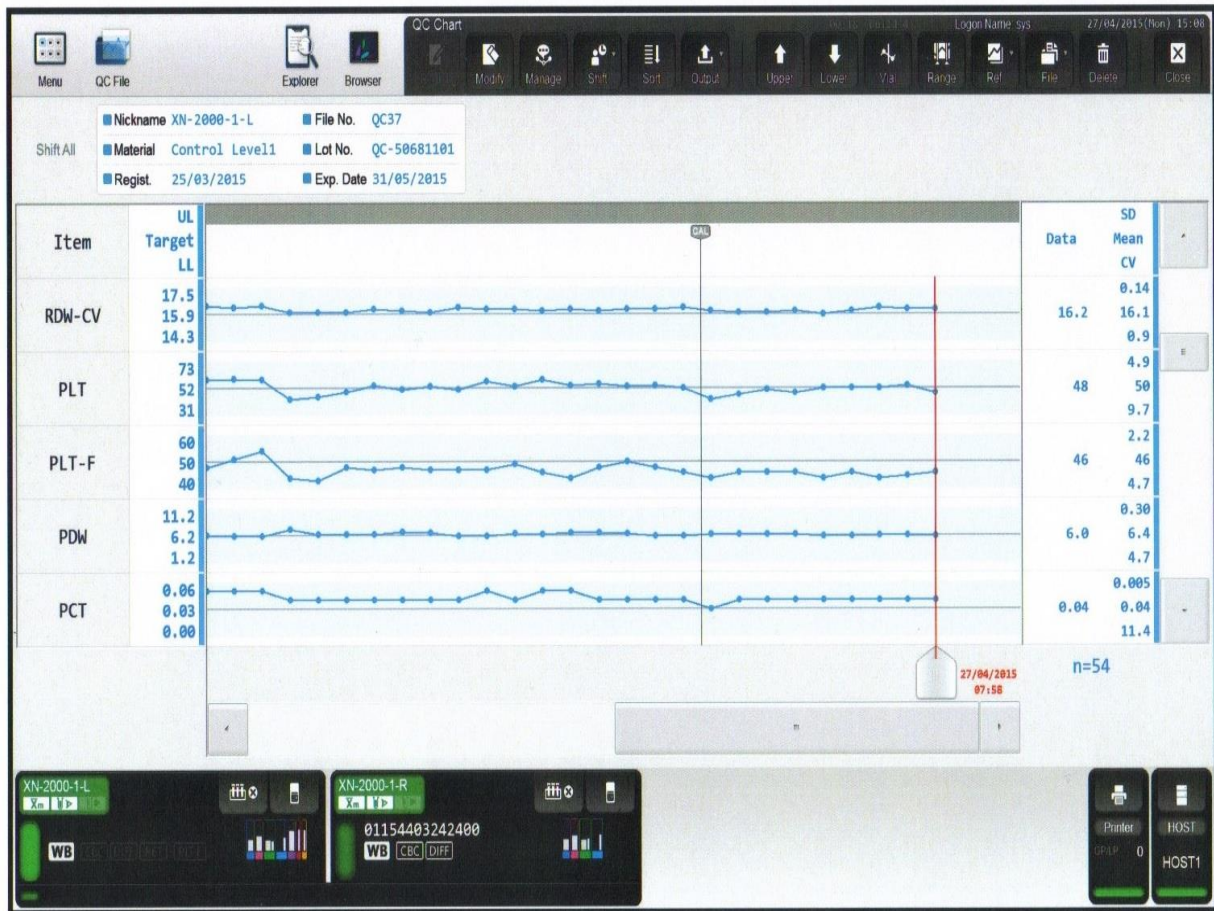 QC Chart
Logon Name sys 27/04/2015(Mon) 15:08
Menu QC File Explorer Browser Modify Manage Shift Sort Output Upper Lower Vial Range Ref File Delete Close
Nickname XN-2000-1-L File No. QC37
Shift All Material Control Level1 Lot No. QC-50681101
Regist. 25/03/2015 Exp. Date 31/05/2015
UL SD
Item Target Data Mean
LL CV
CAL
17.5 0.14
RDW-CV 15.9 16.2 16.1
14.3 0.9
73 4.9
PLT 52 48 50
31 9.7
60 2.2
PLT-F 50 46 46
40 4.7
11.2 0.30
PDW 6.2 6.0 6.4
1.2 4.7
0.06 0.005
PCT 0.03 0.04 0.04
0.00 11.4
27/04/2015
07:58
n=54
XN-2000-1-L XN-2000-1-R
01154403242400
WB WB CBC DIFF
Printer HOST
0 HOST1